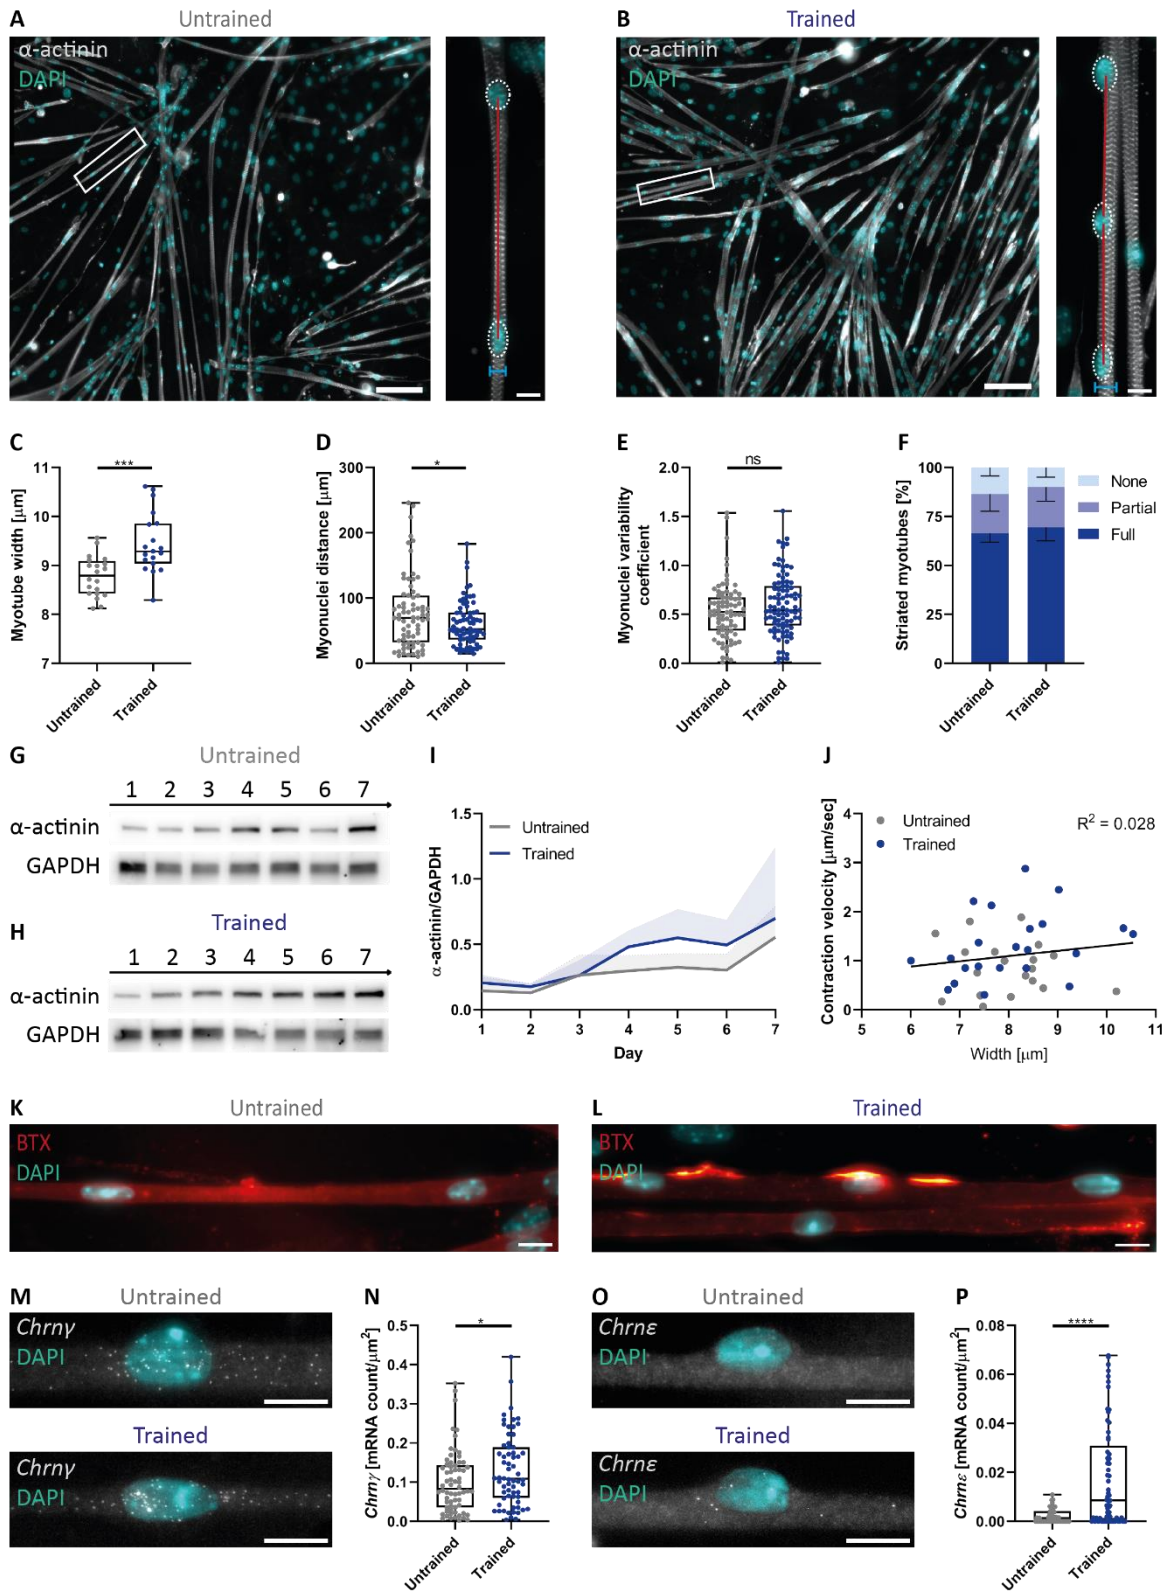 A
Untrained
α-actinin
DAPI
B
Trained
α-actinin
DAPI
C
Myotube width [μm]
11
10
9
8
7
***
Untrained
Trained
D
Myonuclei distance [μm]
300
200
100
0
*
Untrained
Trained
E
Myonuclei variability
coefficient
2.0
1.5
1.0
0.5
0.0
ns
Untrained
Trained
F
Striated myotubes [%]
100
75
50
25
0
None
Partial
Full
Untrained
Trained
G
Untrained
1 2 3 4 5 6 7
α-actinin
GAPDH
H
Trained
1 2 3 4 5 6 7
α-actinin
GAPDH
I
α-actinin/GAPDH
1.5
1.0
0.5
0.0
Untrained
Trained
1 2 3 4 5 6 7
Day
J
Contraction velocity [μm/sec]
4
3
2
1
0
Untrained
Trained
R² = 0.028
5 6 7 8 9 10 11
Width [μm]
K
Untrained
BTX
DAPI
L
Trained
BTX
DAPI
M
Untrained
Chrnγ
DAPI
Trained
Chrnγ
DAPI
N
Chrnγ [mRNA count/μm²]
0.5
0.4
0.3
0.2
0.1
0.0
*
Untrained
Trained
O
Untrained
Chrnε
DAPI
Trained
Chrnε
DAPI
P
Chrnε [mRNA count/μm²]
0.08
0.06
0.04
0.02
0.00
****
Untrained
Trained